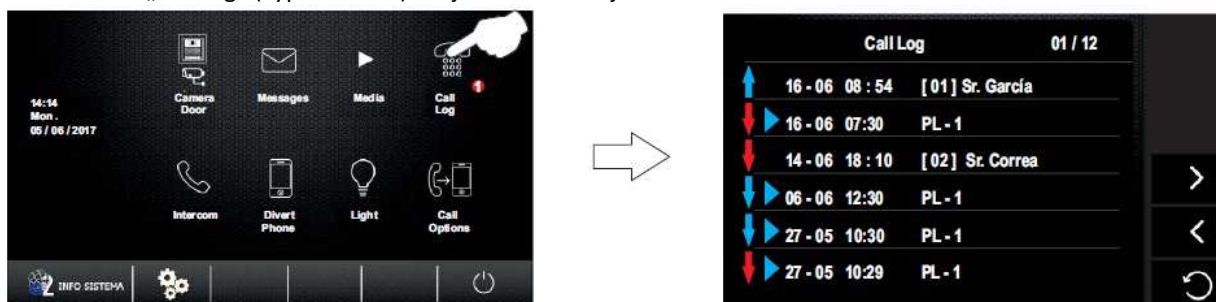 Camera
Door
Messages
Media
Call
Log
1
14:14
Mon .
05 / 06 / 2017
Intercom
Divert
Phone
Light
Call
Options
INFO SISTEMA
Call Log 01 / 12
16 - 06 08 : 54 [ 01 ] Sr. García
16 - 06 07:30 PL - 1
14 - 06 18 : 10 [ 02 ] Sr. Correa
06 - 06 12:30 PL - 1
27 - 05 10:30 PL - 1
27 - 05 10:29 PL - 1